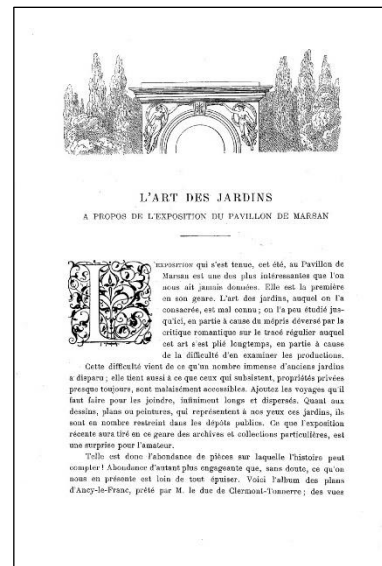 L'ART DES JARDINS
A PROPOS DE L'EXPOSITION DU PAVILLON DE MARSAN
L'EXPOSITION qui s'est tenue, cet été, au Pavillon de
Marsan est une des plus intéressantes que l'on
nous ait jamais données. Elle est la première
en son genre. L'art des jardins, auquel on l'a
consacrée, est mal connu ; on l'a peu étudié jus-
qu'ici, en partie à cause du mépris déversé par la
critique romantique sur le tracé régulier auquel
cet art s'est plié longtemps, en partie à cause
de la difficulté d'en examiner les productions.
Cette difficulté vient de ce qu'un nombre immense d'anciens jardins
a disparu ; elle tient aussi à ce que ceux qui subsistent, propriétés privées
presque toujours, sont malaisément accessibles. Ajoutez les voyages qu'il
faut faire pour les joindre, infiniment longs et dispersés. Quant aux
dessins, plans ou peintures, qui représentent à nos yeux ces jardins, ils
sont en nombre restreint dans les dépôts publics. Ce que l'exposition
récente aura tiré en ce genre des archives et collections particulières, est
une surprise pour l'amateur.
Telle est donc l'abondance de pièces sur laquelle l'histoire peut
compter ! Abondance d'autant plus engageante que, sans doute, ce qu'on
nous en présente est loin de tout épuiser. Voici l'album des plans
d'Ancy-le-Franc, prêté par M. le duc de Clermont-Tonnerre ; des vues